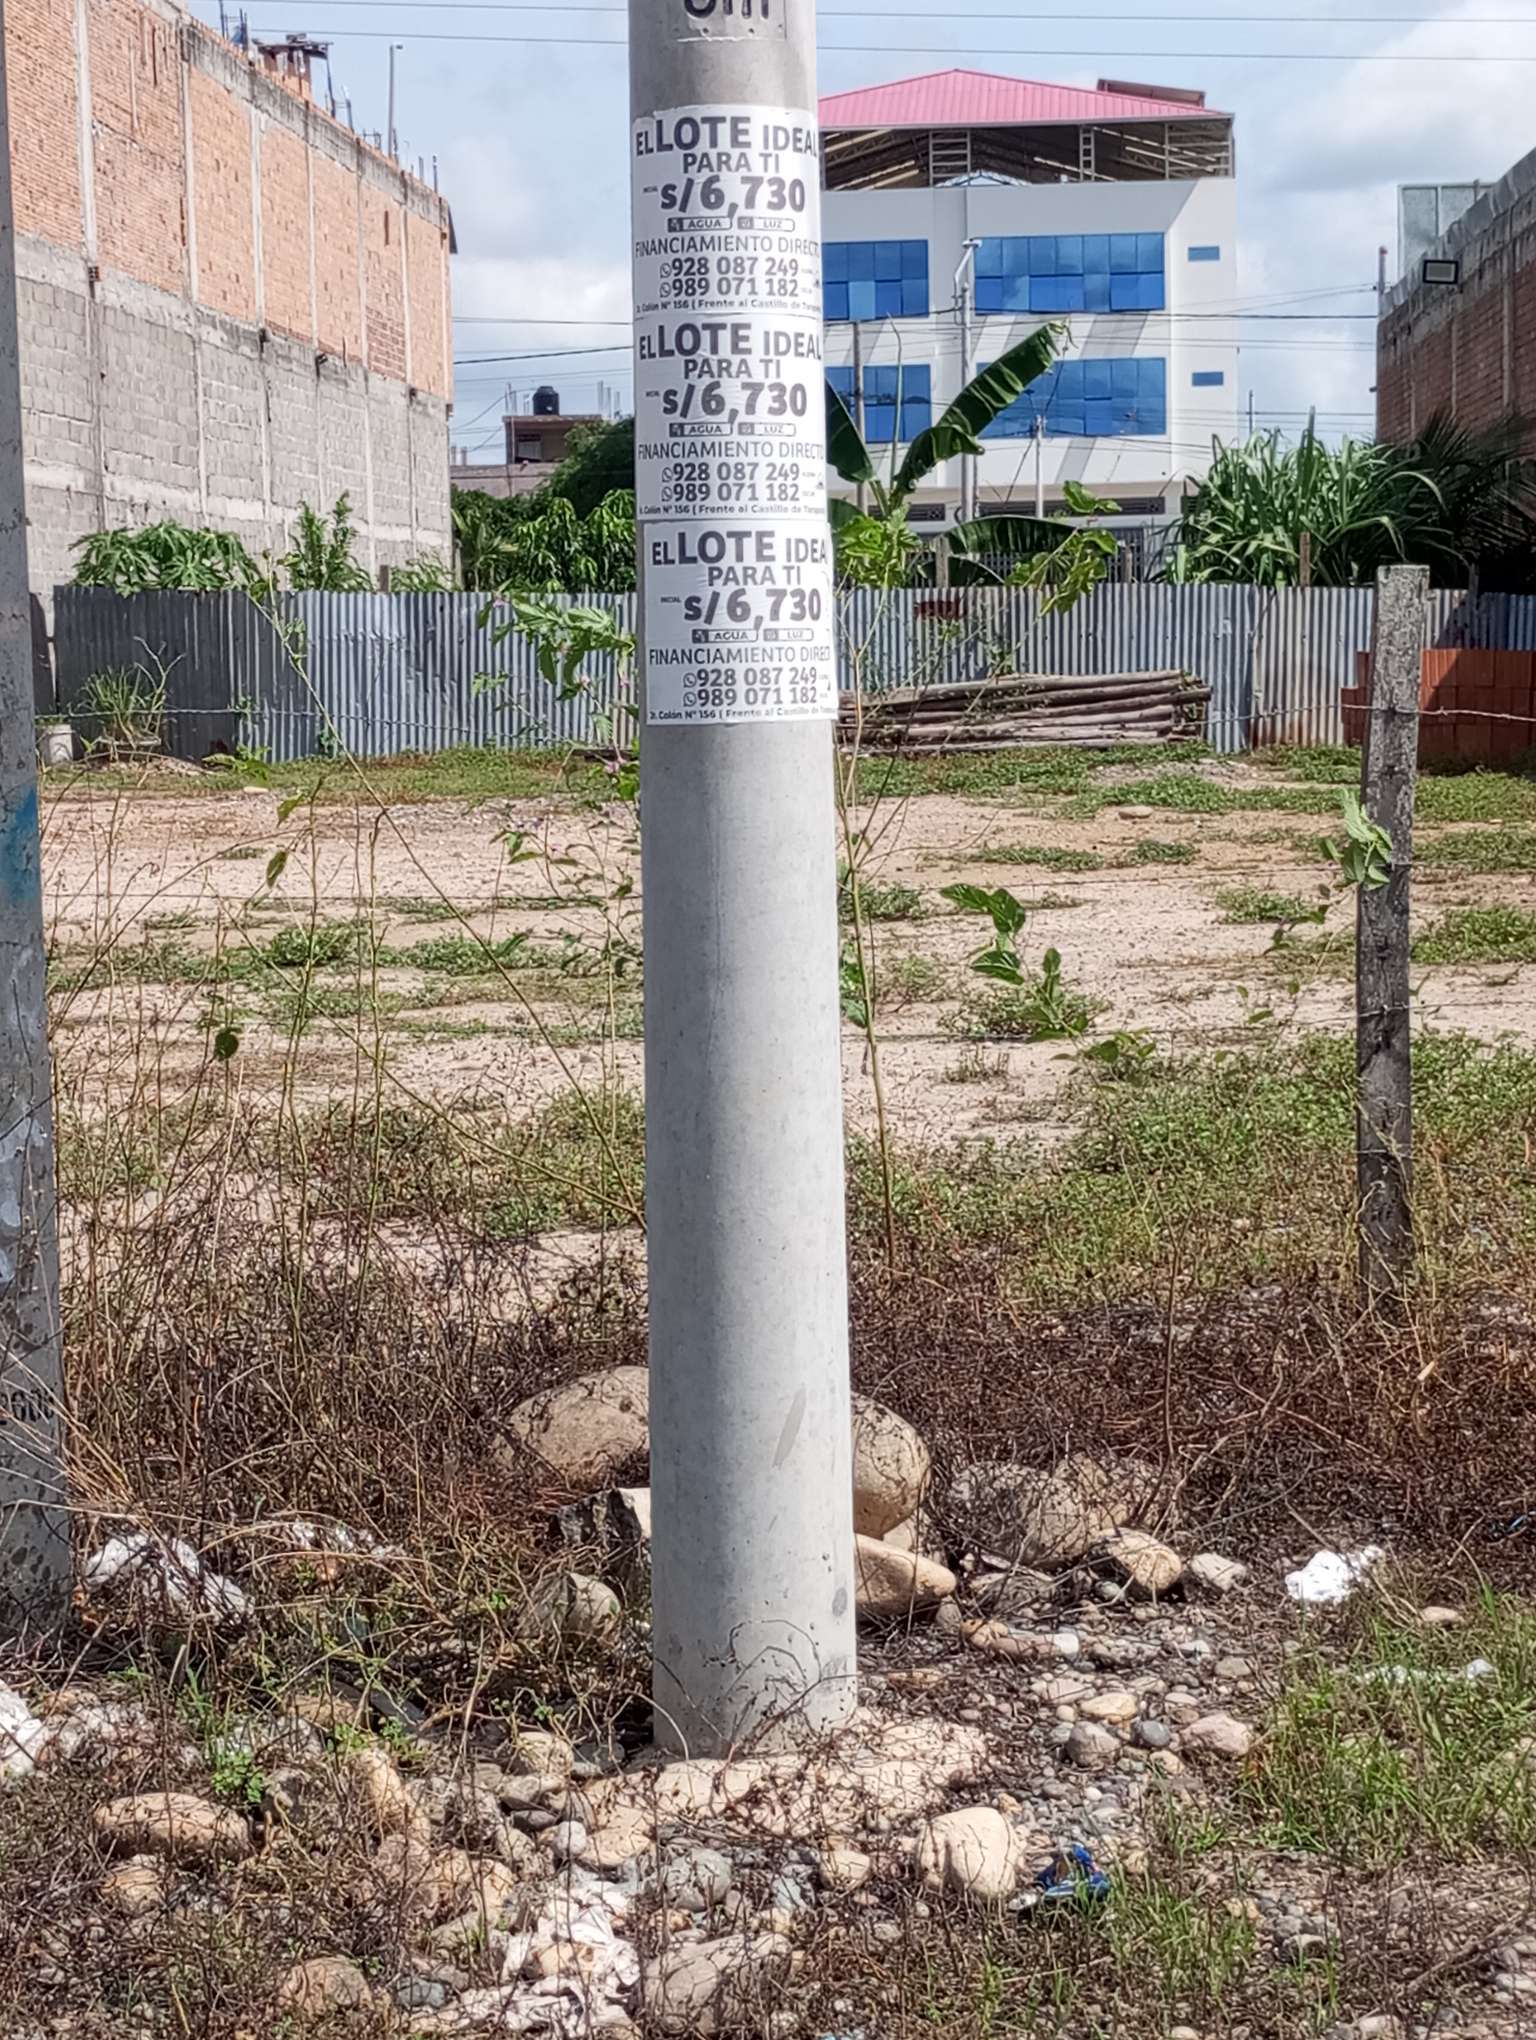 EL LOTE IDEAL
PARA TI
INICIAL S/6,730
AGUA LUZ
FINANCIAMIENTO DIRECTO
928 087 249
989 071 182
Jr. Colón N° 156 ( Frente al Castillo de
EL LOTE IDEAL
PARA TI
INICIAL S/6,730
AGUA LUZ
FINANCIAMIENTO DIRECTO
928 087 249
989 071 182
Jr. Colón N° 156 ( Frente al Castillo de
EL LOTE IDEA
PARA TI
INICIAL S/6,730
AGUA LUZ
FINANCIAMIENTO DIREC
928 087 249
989 071 182
Jr. Colón N° 156 ( Frente al Castillo de